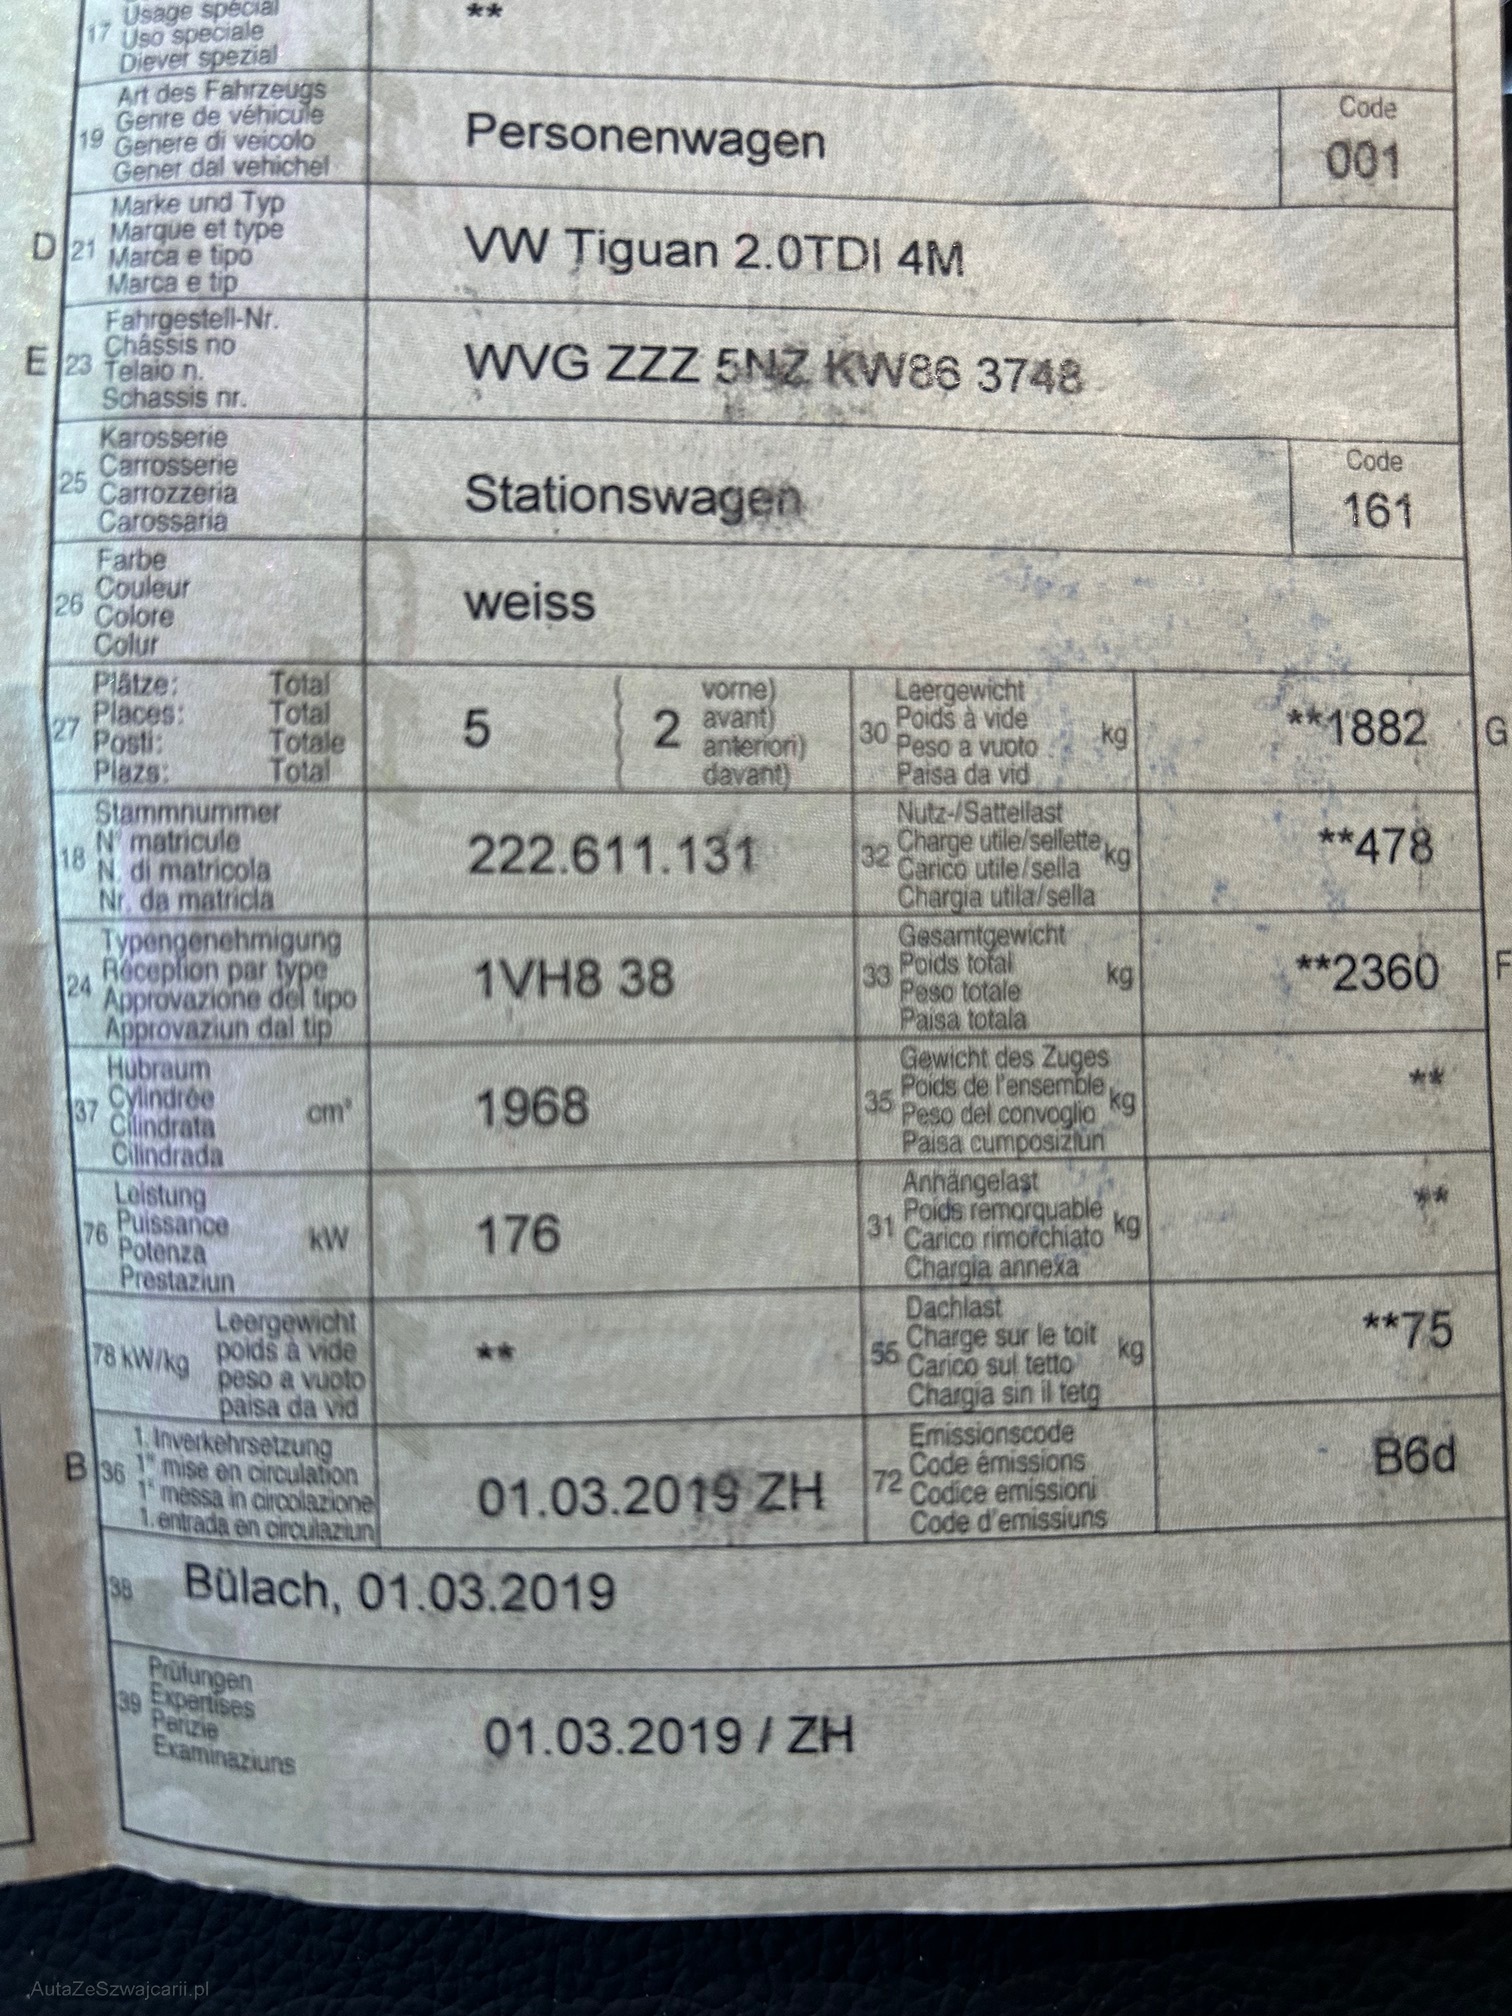 Usage spécial
17 Uso speciale **
Diever spezial
Art des Fahrzeugs
Genre de véhicule
19 Genere di veicolo
Gener dal vehichel
Personenwagen
Code
001
Marke und Typ
Marque et type
D 21 Marca e tipo
Marca e tip
VW Tiguan 2.0TDI 4M
Fahrgestell-Nr.
Châssis no
E 23 Telaio n.
Schassis nr.
WVG ZZZ 5NZ KW86 3748
Karosserie
Carrosserie
25 Carrozzeria
Carossaria
Stationswagen
Code
161
Farbe
Couleur
26 Colore
Colur
weiss
Plätze: Total
Places: Total
27 Posti: Totale
Plazs: Total
5 ( 2 vorne)
avant)
anteriori)
davant)
Leergewicht
Poids à vide
30 Peso a vuoto kg
Paisa da vid
**1882 G
Stammnummer
N° matricule
18 N. di matricola
Nr. da matricla
222.611.131
Nutz-/Sattellast
Charge utile/sellette
32 Carico utile/sella kg
Chargia utila/sella
**478
Typengenehmigung
Réception par type
24 Approvazione del tipo
Approvaziun dal tip
1VH8 38
Gesamtgewicht
Poids total
33 Peso totale kg
Paisa totala
**2360 F
Hubraum
Cylindrée
37 Cilindrata cm³
Cilindrada
1968
Gewicht des Zuges
Poids de l'ensemble
35 Peso del convoglio kg
Paisa cumposiziun
**
Leistung
Puissance
76 Potenza kW
Prestaziun
176
Anhängelast
Poids remorquable
31 Carico rimorchiato kg
Chargia annexa
**
Leergewicht
poids à vide
78 kW/kg peso a vuoto
paisa da vid
**
Dachlast
Charge sur le toit
55 Carico sul tetto kg
Chargia sin il tetg
**75
1. Inverkehrsetzung
1re mise en circulation
B 36 1a messa in circolazione
1. entrada en circulaziun
01.03.2019 ZH
Emissionscode
Code émissions
72 Codice emissioni
Code d'emissiuns
B6d
38 Bülach, 01.03.2019
Prüfungen
Expertises
39 Perizie
Examinaziuns
01.03.2019 / ZH
AutaZeSzwajcarii.pl